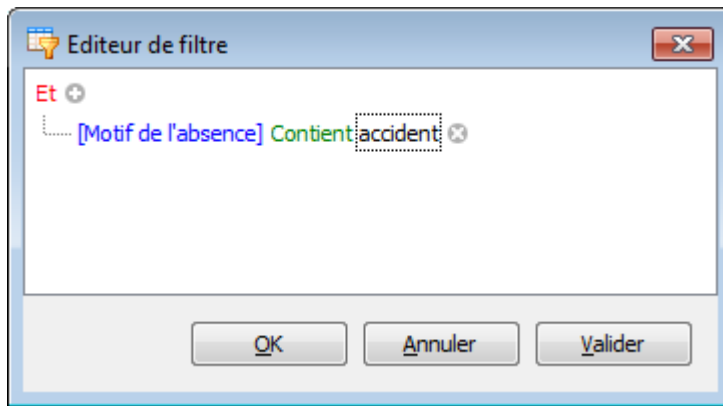 Editeur de filtre
Et
[Motif de l'absence] Contient accident
OK Annuler Valider